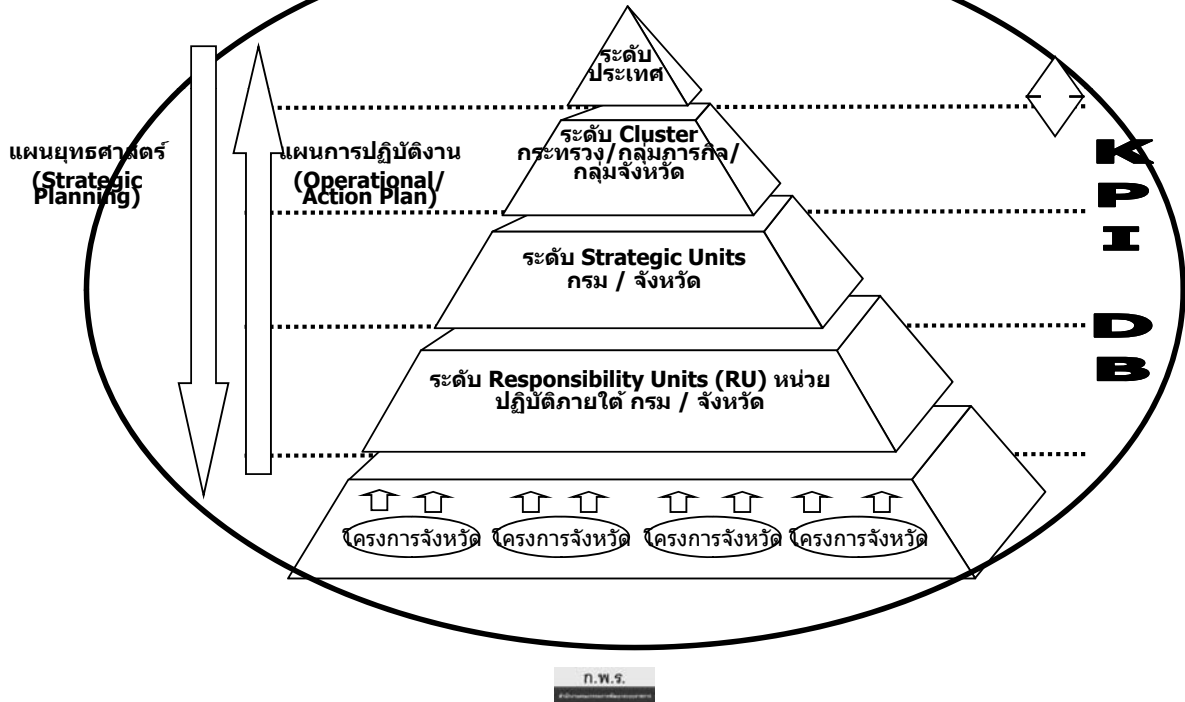 ระดับ
ประเทศ
แผนยุทธศาสตร์
(Strategic
Planning)
แผนการปฏิบัติงาน
(Operational/
Action Plan)
ระดับ Cluster
กระทรวง/กลุ่มภารกิจ/
กลุ่มจังหวัด
K
P
I
D
B
ระดับ Strategic Units
กรม / จังหวัด
ระดับ Responsibility Units (RU) หน่วย
ปฏิบัติภายใต้ กรม / จังหวัด
โครงการจังหวัด โครงการจังหวัด โครงการจังหวัด โครงการจังหวัด
ก.พ.ร.